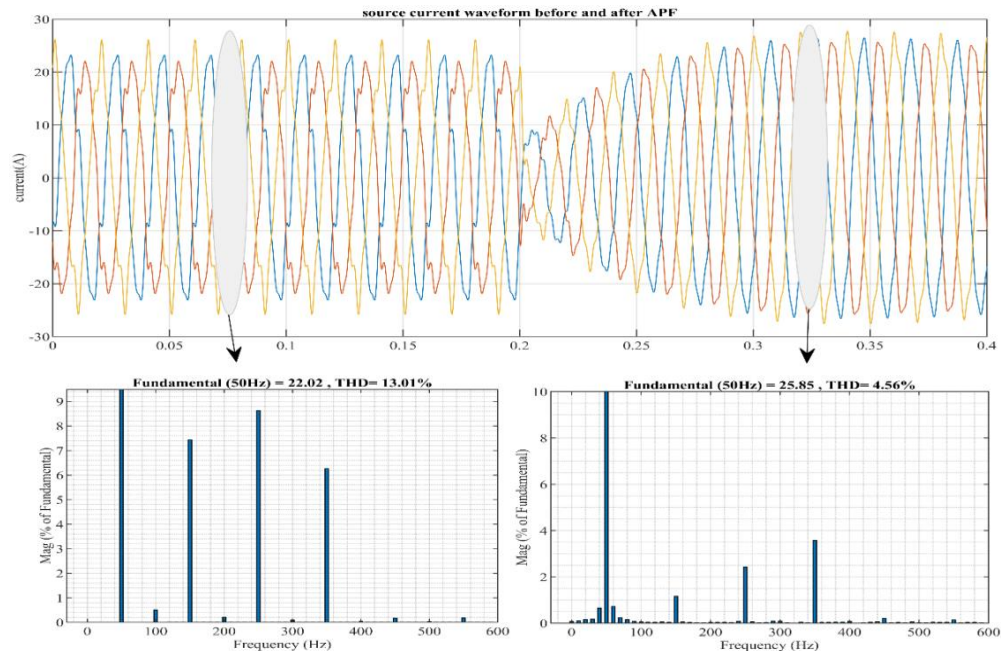 source current waveform before and after APF
30
20
10
0
-10
-20
-30
current(A)
0 0.05 0.1 0.15 0.2 0.25 0.3 0.35 0.4
Fundamental (50Hz) = 22.02 , THD= 13.01%
9
8
7
6
5
4
3
2
1
0
Mag (% of Fundamental)
0 100 200 300 400 500 600
Frequency (Hz)
Fundamental (50Hz) = 25.85 , THD= 4.56%
10
8
6
4
2
0
Mag (% of Fundamental)
0 100 200 300 400 500 600
Frequency (Hz)